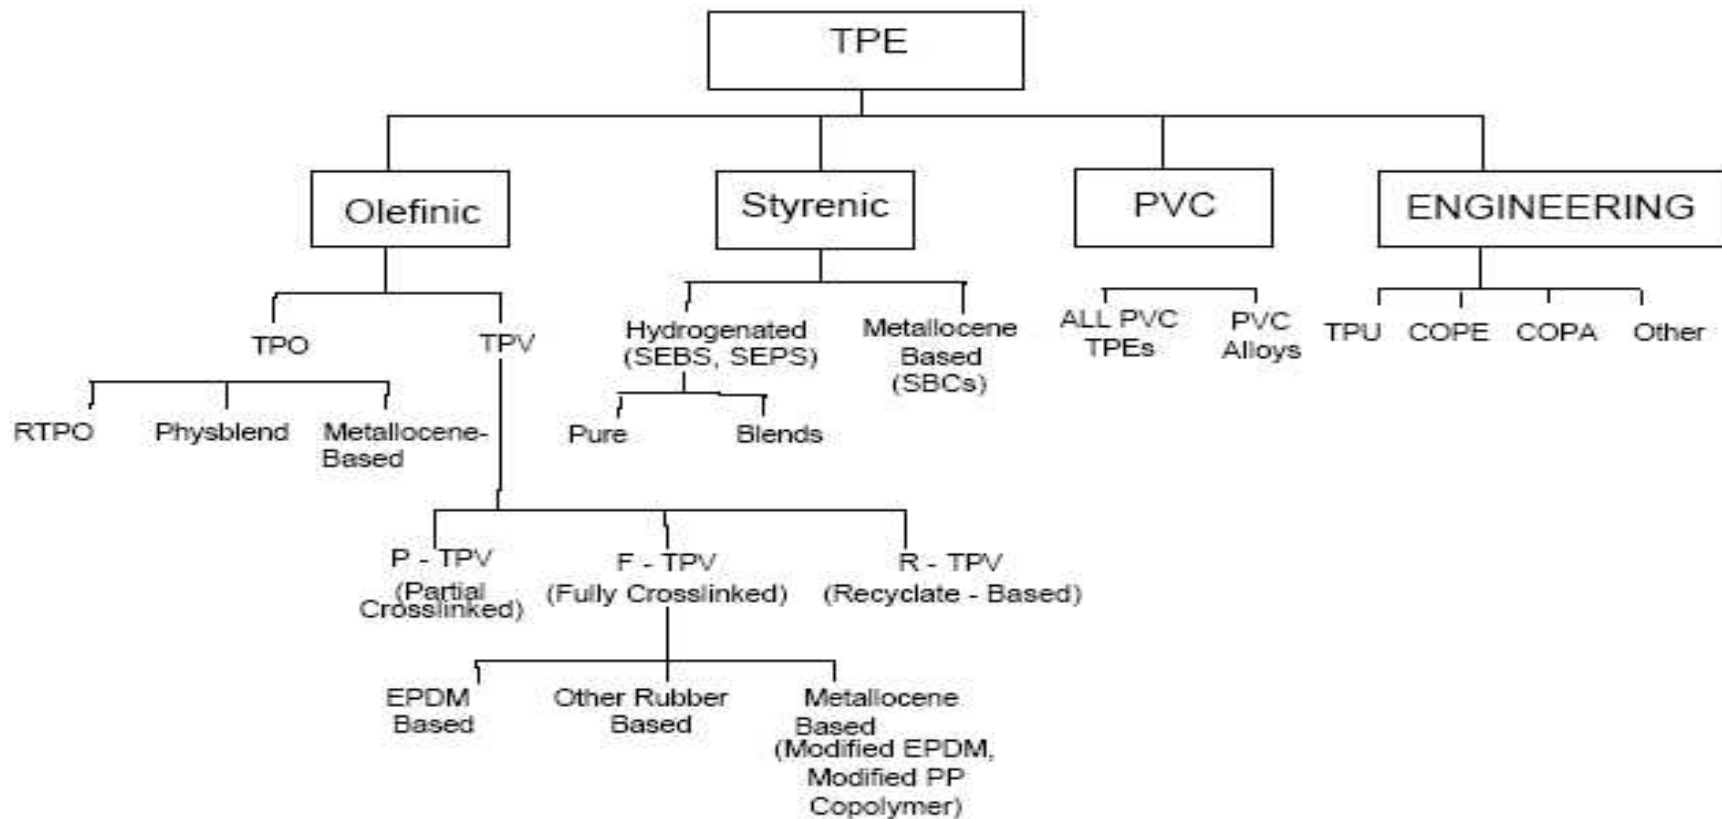 TPE
Olefinic
Styrenic
PVC
ENGINEERING
TPO
TPV
Hydrogenated
(SEBS, SEPS)
Metallocene
Based
(SBCs)
ALL PVC
TPEs
PVC
Alloys
TPU
COPE
COPA
Other
RTPO
Physblend
Metallocene-
Based
Pure
Blends
P - TPV
(Partial
Crosslinked)
F - TPV
(Fully Crosslinked)
R - TPV
(Recyclate - Based)
EPDM
Based
Other Rubber
Based
Metallocene
Based
(Modified EPDM,
Modified PP
Copolymer)